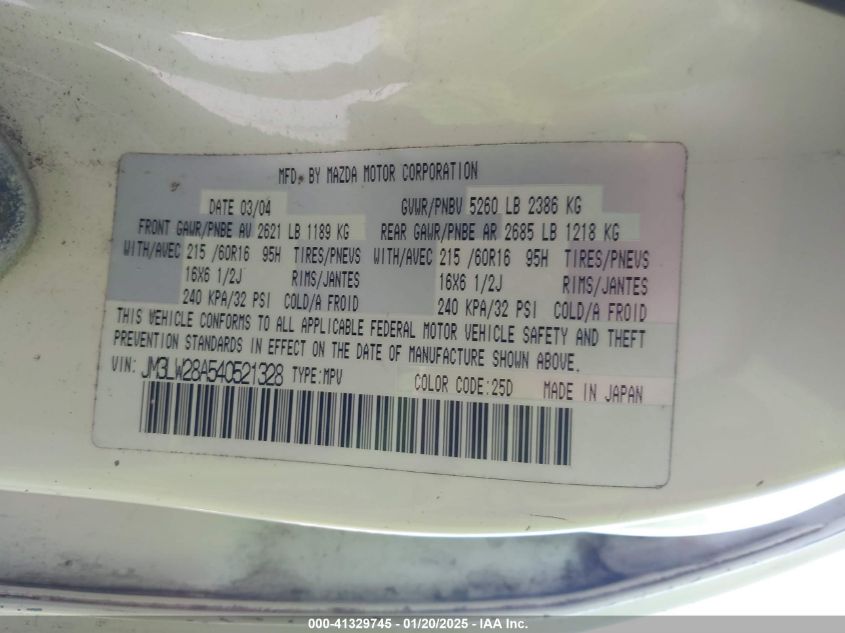 MFD. BY MAZDA MOTOR CORPORATION
DATE 03/04 GVWR/PNBV 5260 LB 2386 KG
FRONT GAWR/PNBE AV 2621 LB 1189 KG REAR GAWR/PNBE AR 2685 LB 1218 KG
WITH/AVEC 215 /60R16 95H TIRES/PNEUS WITH/AVEC 215 /60R16 95H TIRES/PNEUS
16X6 1/2J RIMS/JANTES 16X6 1/2J RIMS/JANTES
240 KPA/32 PSI COLD/A FROID 240 KPA/32 PSI COLD/A FROID
THIS VEHICLE CONFORMS TO ALL APPLICABLE FEDERAL MOTOR VEHICLE SAFETY AND THEFT
PREVENTION STANDARDS IN EFFECT ON THE DATE OF MANUFACTURE SHOWN ABOVE.
VIN: JM3LW28A540521328 TYPE:MPV COLOR CODE:25D MADE IN JAPAN
000-41329745 — 01/20/2025 — IAA Inc.